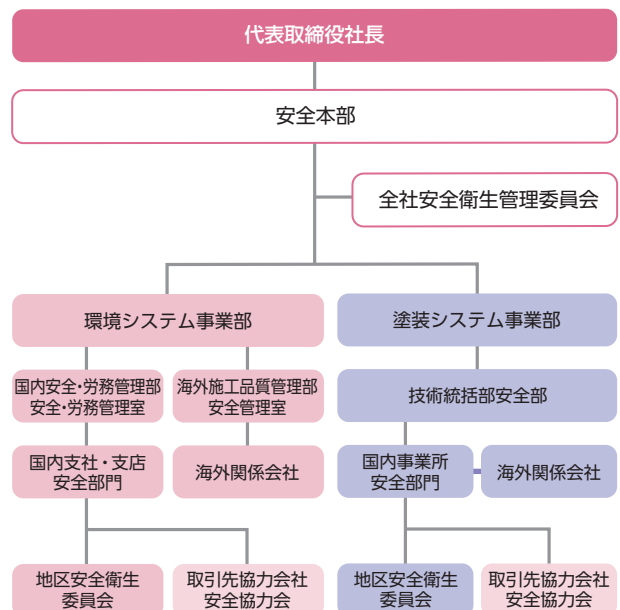 代表取締役社長
安全本部
全社安全衛生管理委員会
環境システム事業部
塗装システム事業部
国内安全・労務管理部
安全・労務管理室
海外施工品質管理部
安全管理室
技術統括部安全部
国内支社・支店
安全部門
海外関係会社
国内事業所
安全部門
海外関係会社
地区安全衛生
委員会
取引先協力会社
安全協力会
地区安全衛生
委員会
取引先協力会社
安全協力会